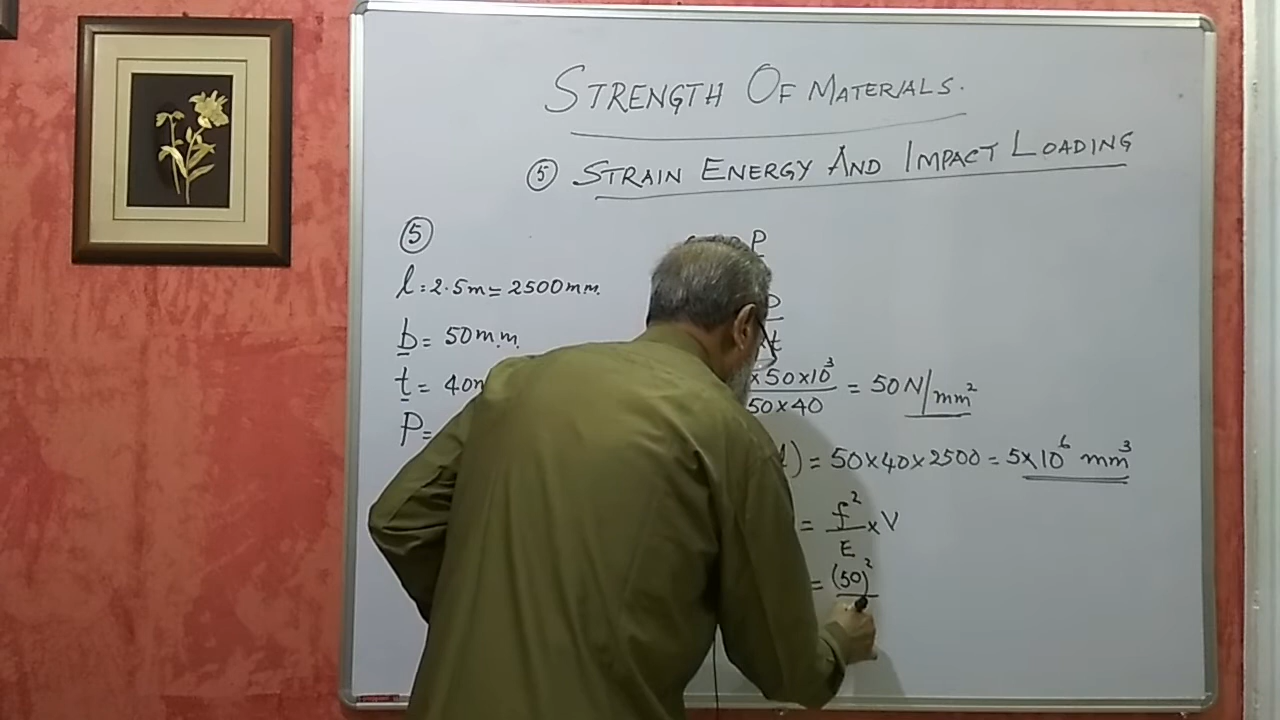 STRENGTH OF MATERIALS.
⑤ STRAIN ENERGY AND IMPACT LOADING
⑤
l = 2.5m = 2500mm.
b = 50m.m.
t = 40
P =
P
t
x 50 x 10³ / 50 x 40 = 50 N/mm²
) = 50 x 40 x 2500 = 5 x 10⁶ mm³
= f² / E x V
= (50)²